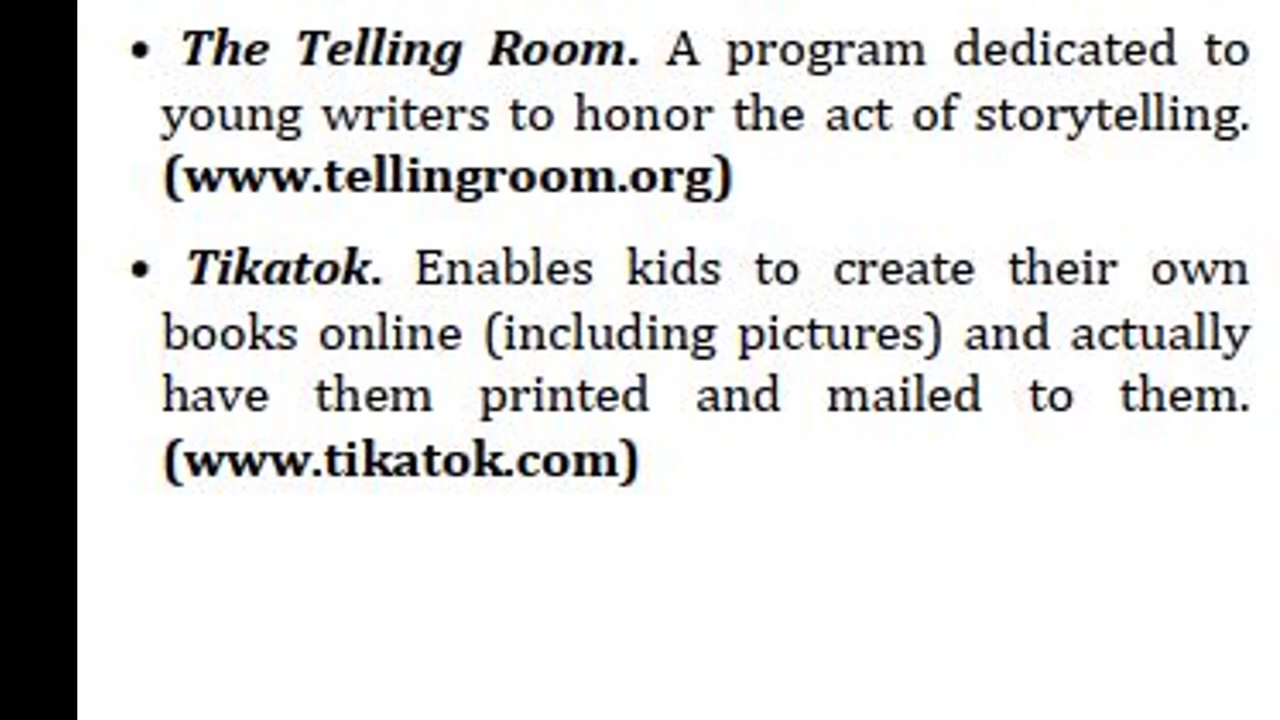 • The Telling Room. A program dedicated to
young writers to honor the act of storytelling.
(www.tellingroom.org)
• Tikatok. Enables kids to create their own
books online (including pictures) and actually
have them printed and mailed to them.
(www.tikatok.com)